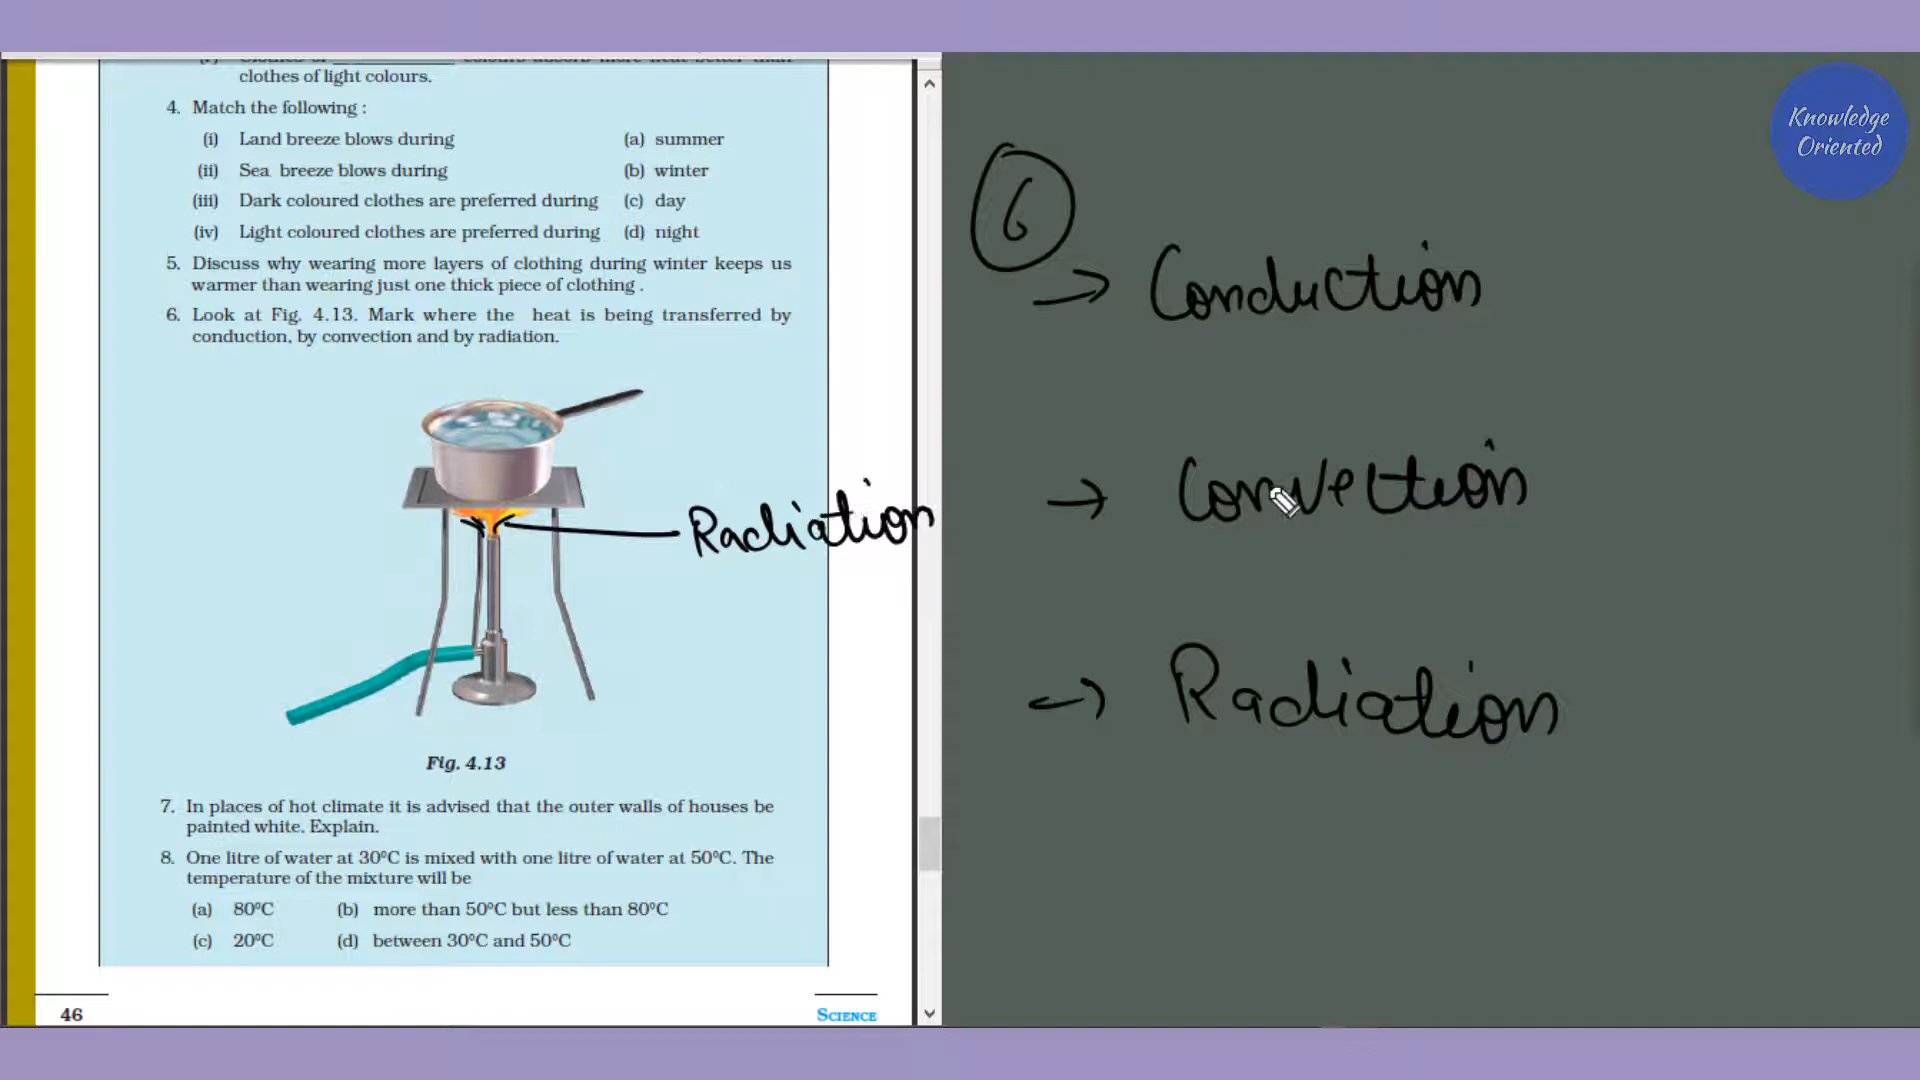 clothes of light colours.
4. Match the following :
(i) Land breeze blows during (a) summer
(ii) Sea breeze blows during (b) winter
(iii) Dark coloured clothes are preferred during (c) day
(iv) Light coloured clothes are preferred during (d) night
5. Discuss why wearing more layers of clothing during winter keeps us
warmer than wearing just one thick piece of clothing .
6. Look at Fig. 4.13. Mark where the heat is being transferred by
conduction, by convection and by radiation.
Radiation
Fig. 4.13
7. In places of hot climate it is advised that the outer walls of houses be
painted white. Explain.
8. One litre of water at 30°C is mixed with one litre of water at 50°C. The
temperature of the mixture will be
(a) 80°C (b) more than 50°C but less than 80°C
(c) 20°C (d) between 30°C and 50°C
46
SCIENCE
6
→ Conduction
→ Convection
→ Radiation
Knowledge
Oriented